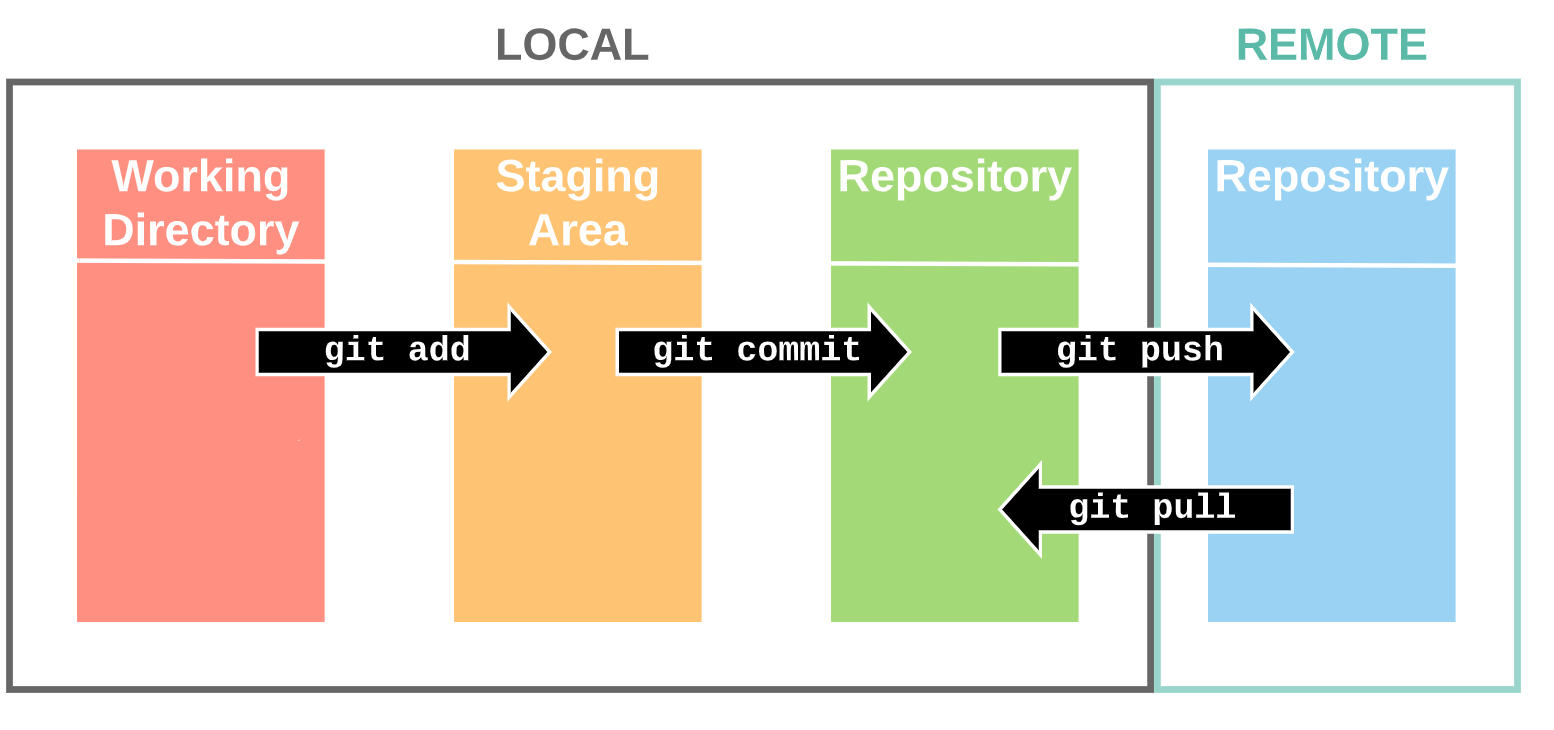 LOCAL
REMOTE
Working
Directory
Staging
Area
Repository
Repository
git add
git commit
git push
git pull